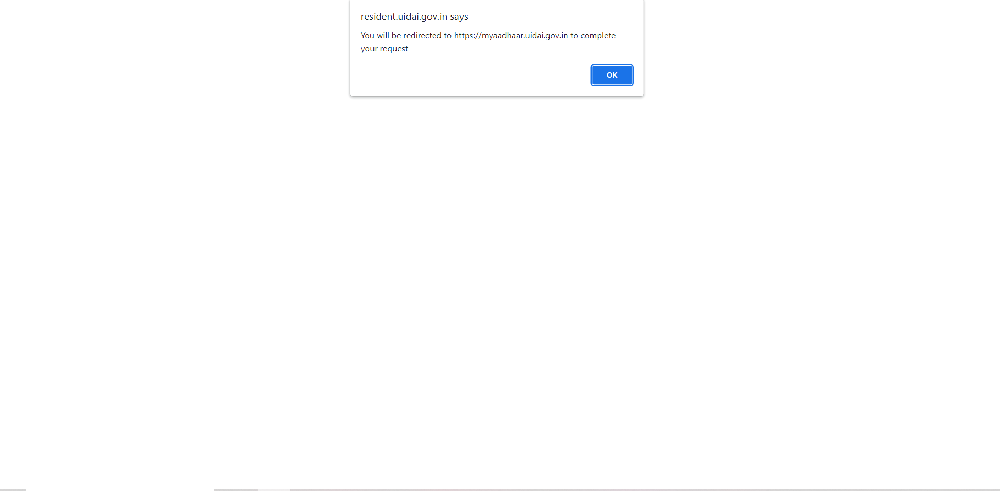 resident.uidai.gov.in says
You will be redirected to https://myaadhaar.uidai.gov.in to complete
your request
OK